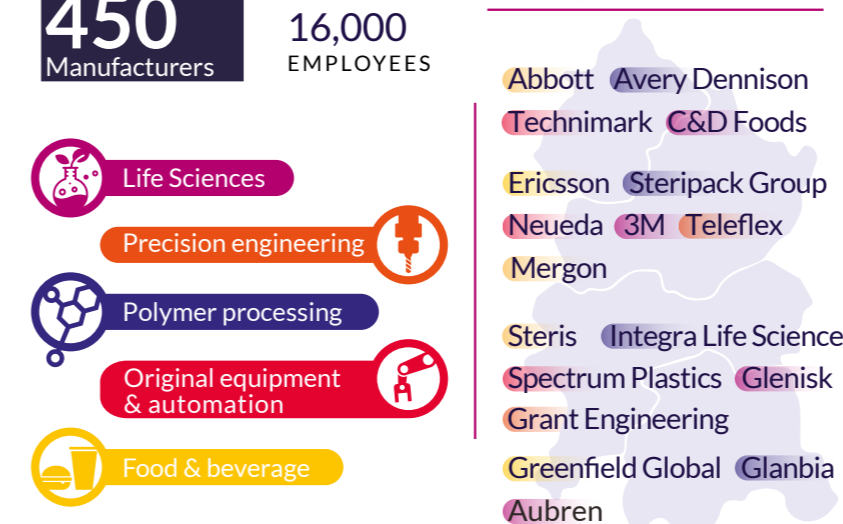 450
Manufacturers
16,000
EMPLOYEES
Life Sciences
Precision engineering
Polymer processing
Original equipment
& automation
Food & beverage
Abbott Avery Dennison
Technimark C&D Foods
Ericsson Steripack Group
Neueda 3M Teleflex
Mergon
Steris Integra Life Science
Spectrum Plastics Glenisk
Grant Engineering
Greenfield Global Glanbia
Aubren